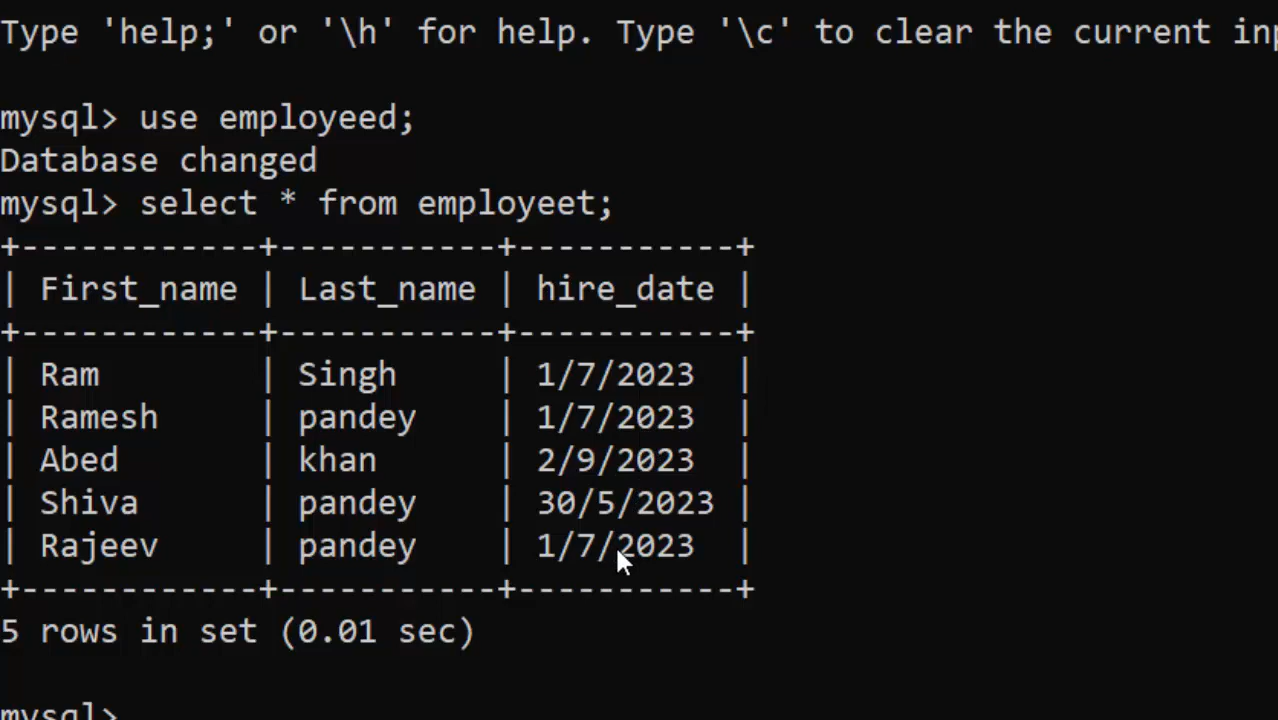 Type 'help;' or '\h' for help. Type '\c' to clear the current
mysql> use employeed;
Database changed
mysql> select * from employeet;
+------------+-----------+-----------+
| First_name | Last_name | hire_date |
+------------+-----------+-----------+
| Ram        | Singh     | 1/7/2023  |
| Ramesh     | pandey    | 1/7/2023  |
| Abed       | khan      | 2/9/2023  |
| Shiva      | pandey    | 30/5/2023 |
| Rajeev     | pandey    | 1/7/2023  |
+------------+-----------+-----------+
5 rows in set (0.01 sec)
mysql>